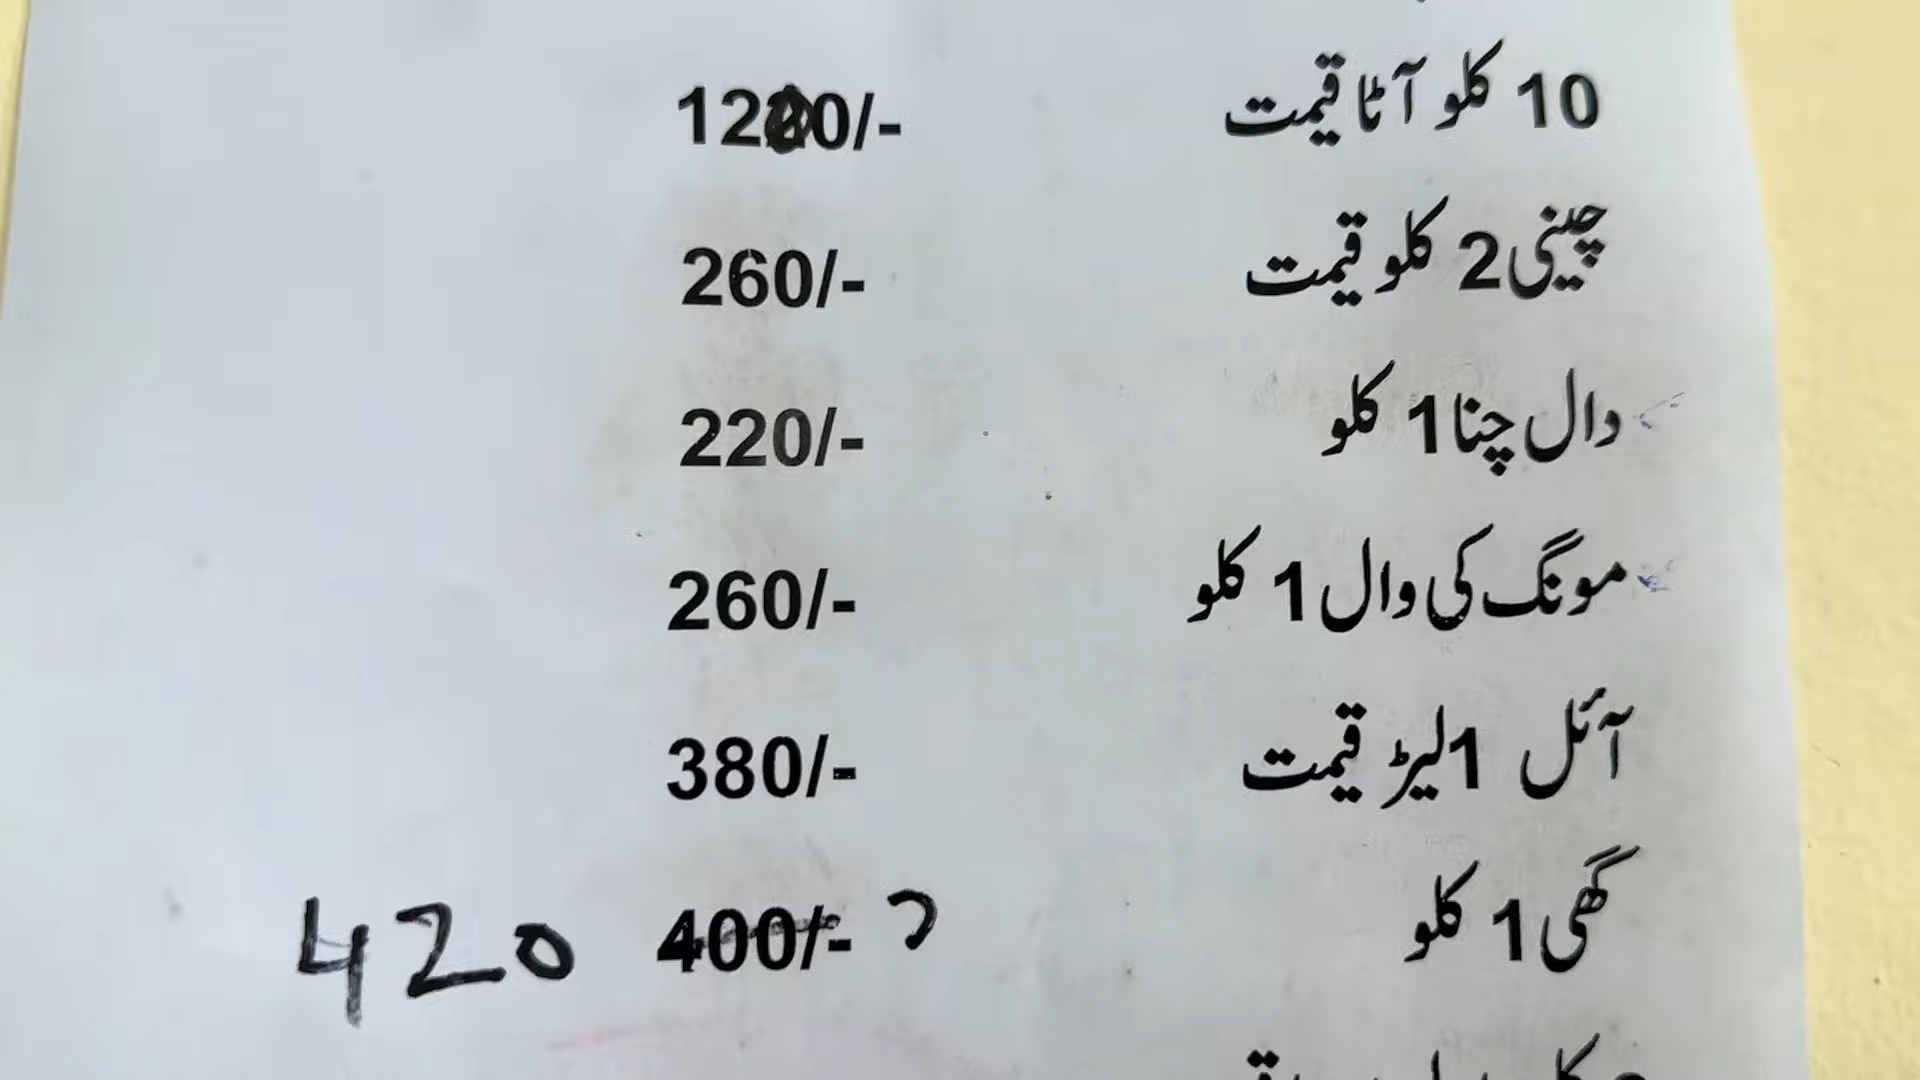 10 کلو آٹا قیمت 1200/-
چینی 2 کلو قیمت 260/-
دال چنا 1 کلو 220/-
مونگ کی دال 1 کلو 260/-
آئل 1 لیٹر قیمت 380/-
گھی 1 کلو 400/- 420